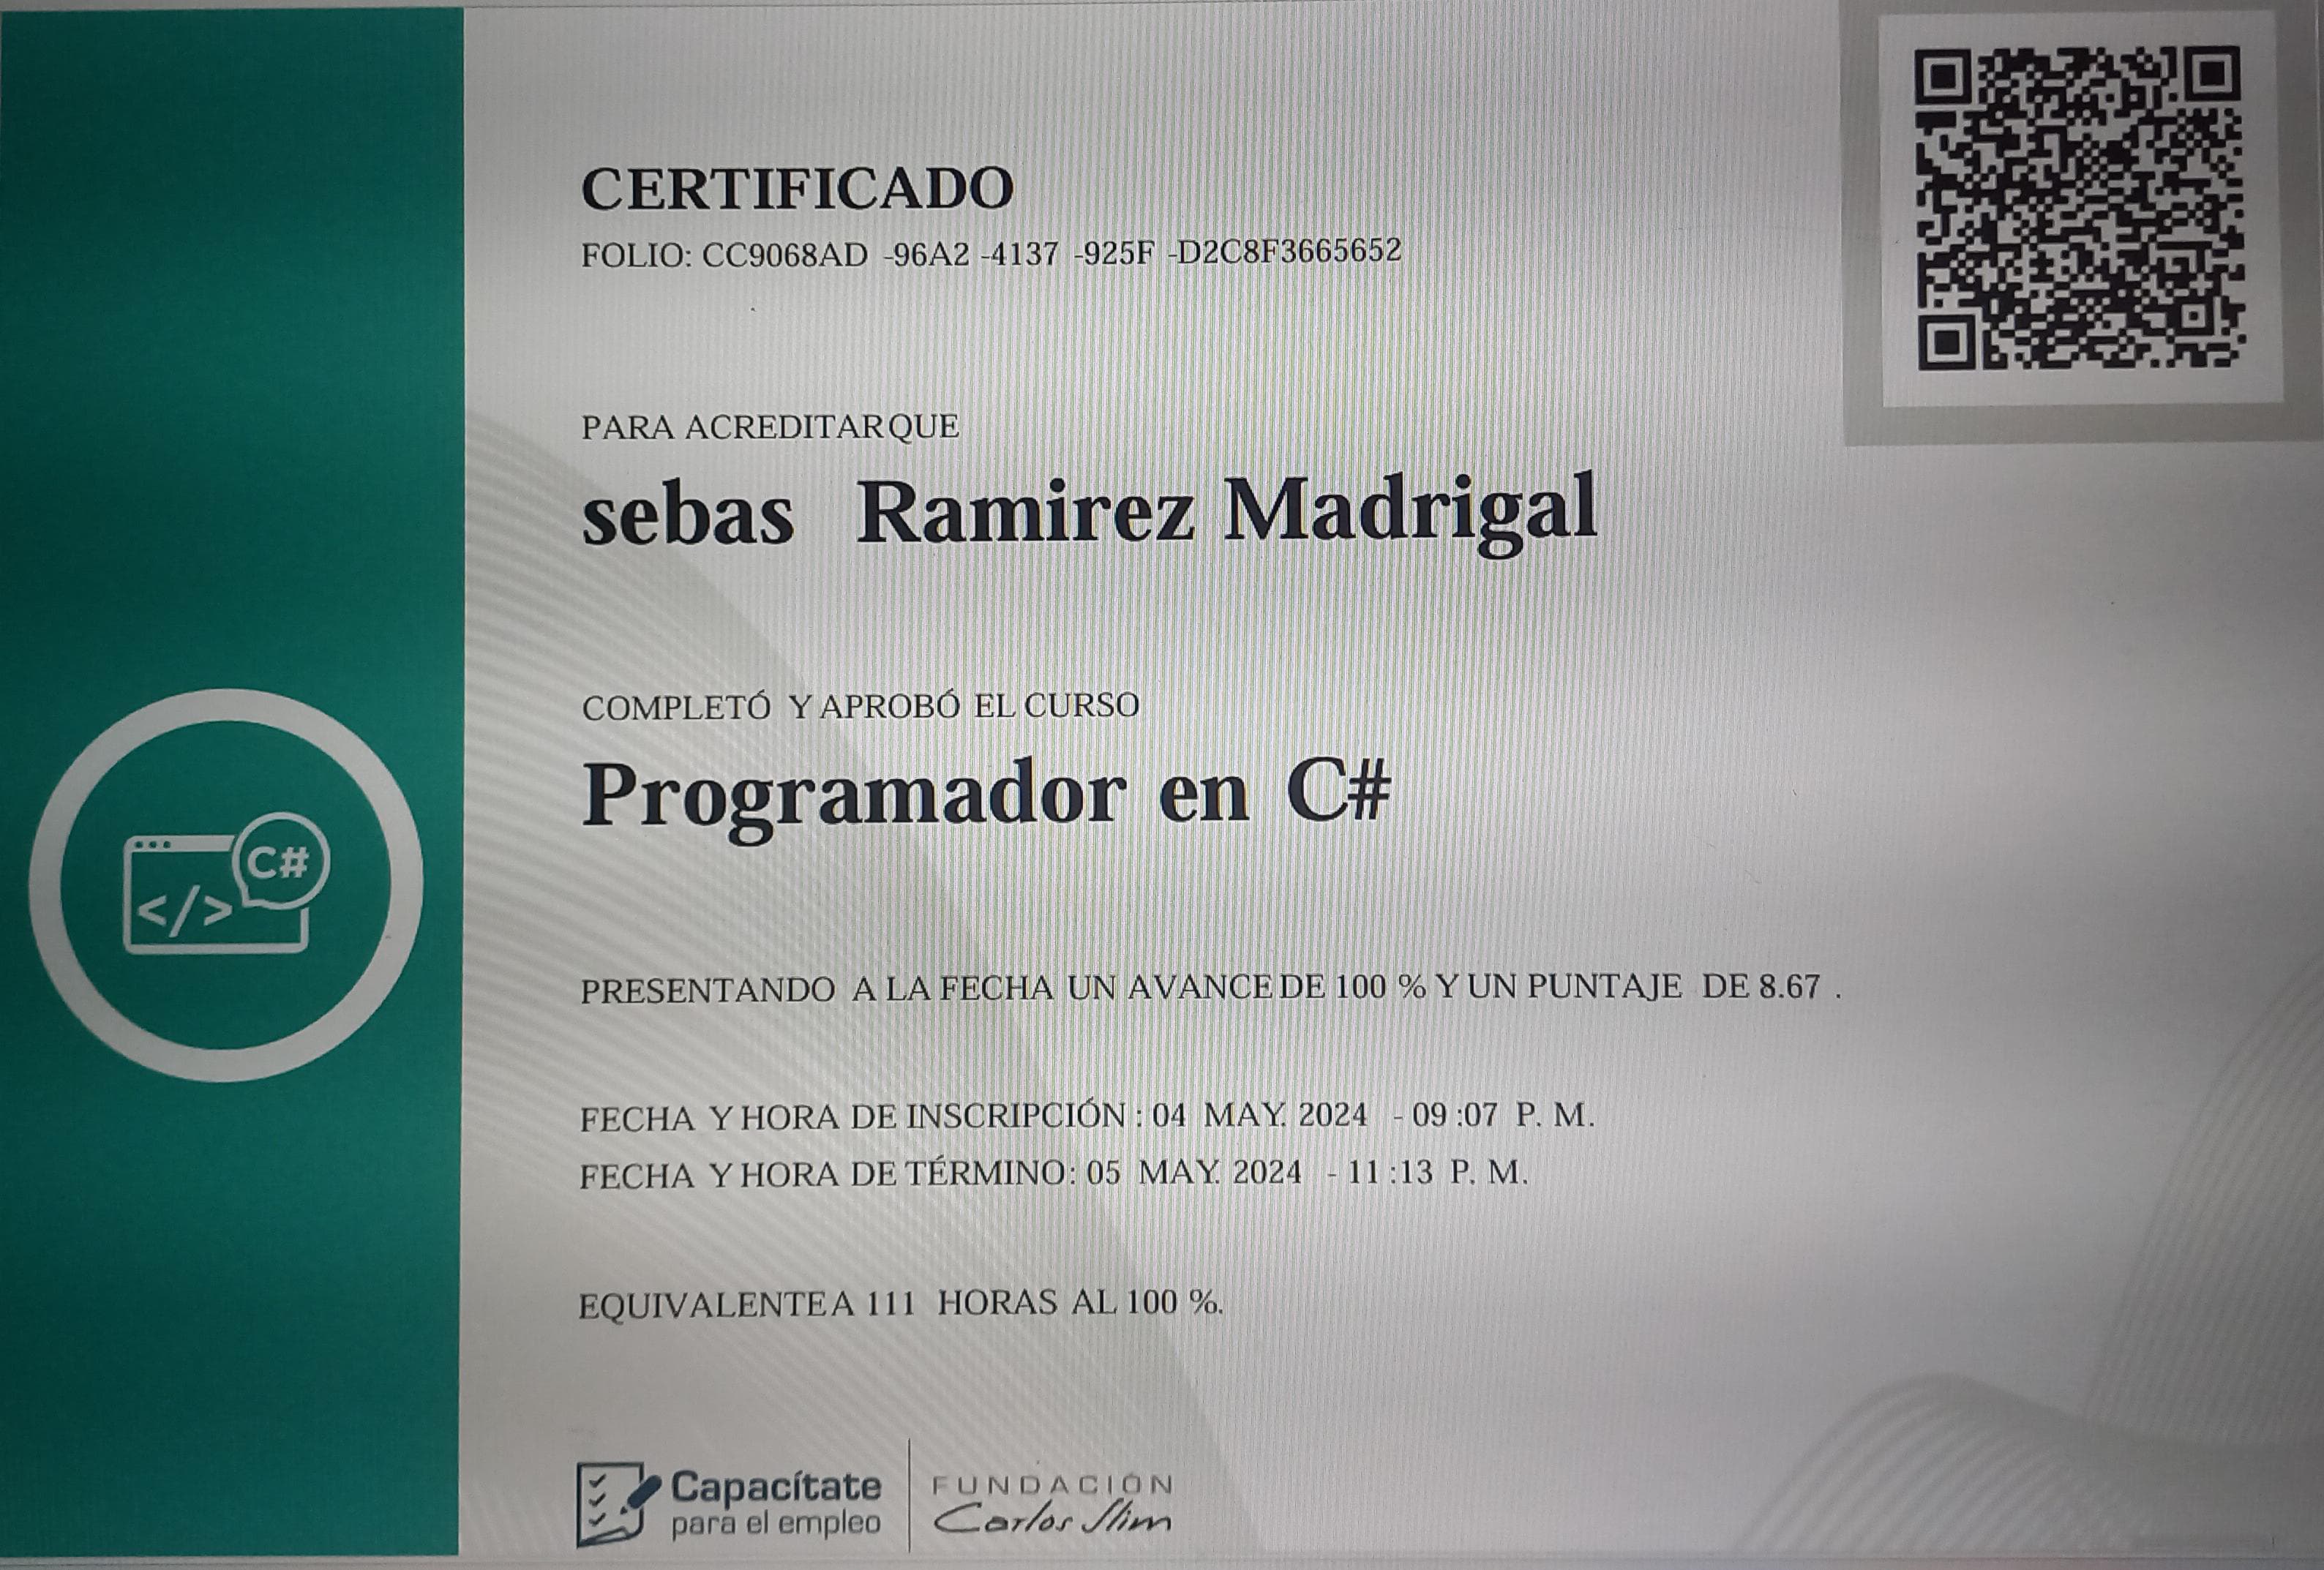 CERTIFICADO
FOLIO: CC9068AD -96A2 -4137 -925F -D2C8F3665652
PARA ACREDITAR QUE
sebas Ramirez Madrigal
COMPLETÓ Y APROBÓ EL CURSO
Programador en C#
C#
</>
PRESENTANDO A LA FECHA UN AVANCE DE 100 % Y UN PUNTAJE DE 8.67 .
FECHA Y HORA DE INSCRIPCIÓN : 04 MAY. 2024 - 09 :07 P. M.
FECHA Y HORA DE TÉRMINO: 05 MAY. 2024 - 11 :13 P. M.
EQUIVALENTE A 111 HORAS AL 100 %.
Capacítate
para el empleo
FUNDACIÓN
Carlos Slim